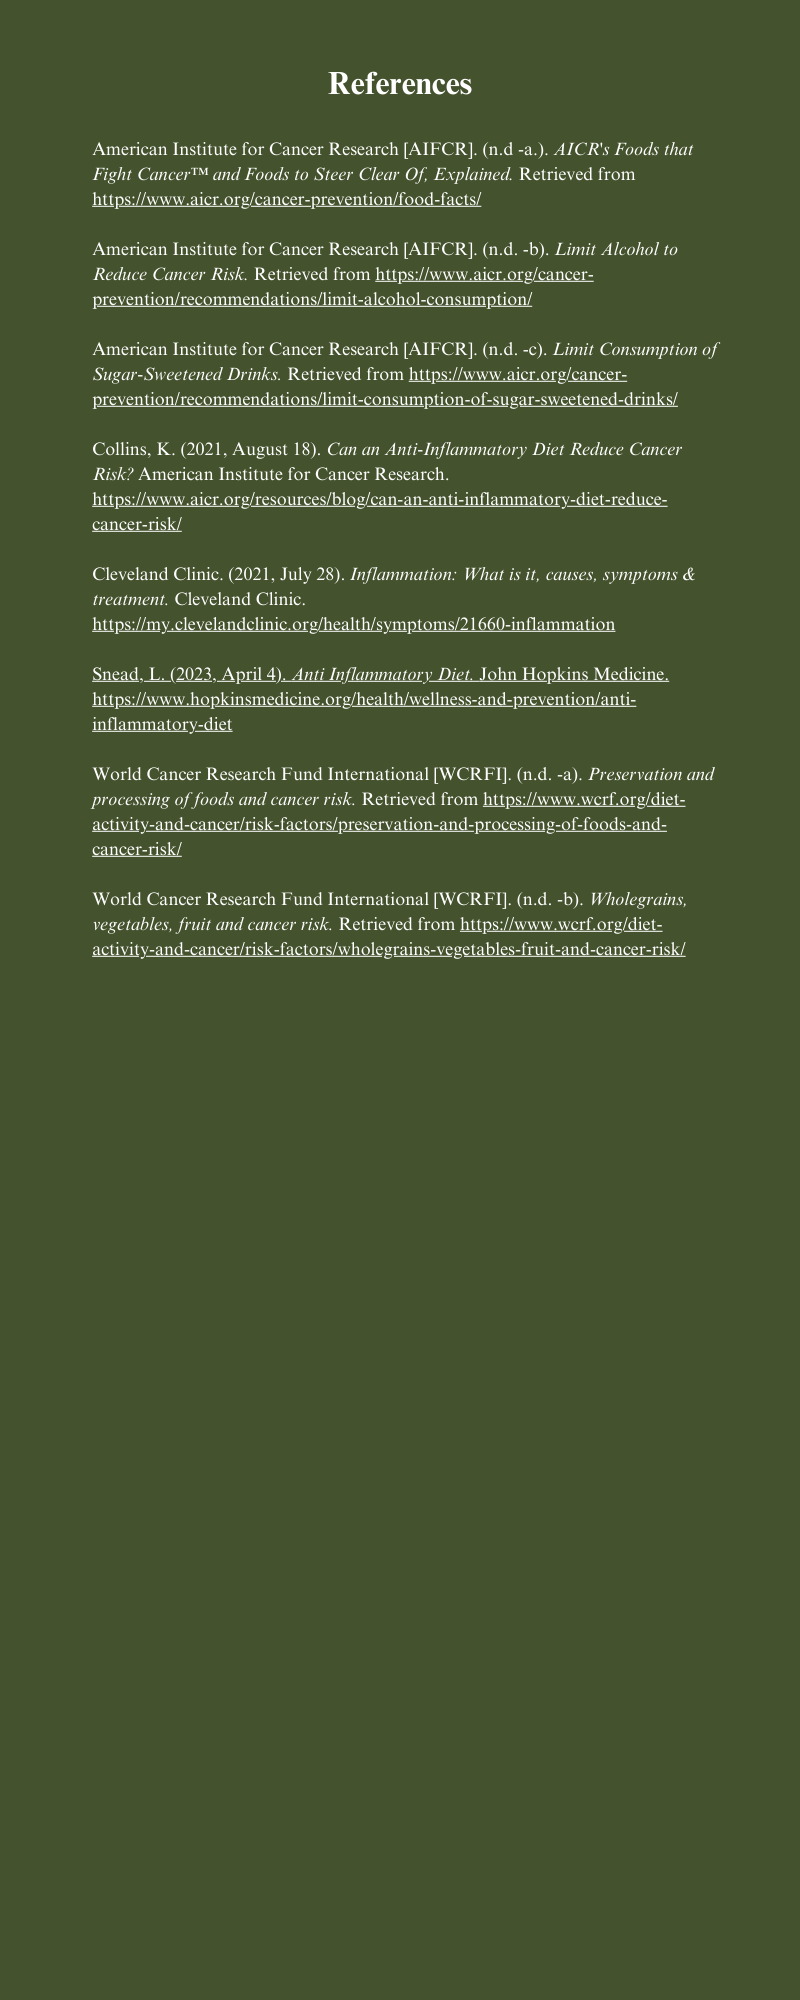 References
American Institute for Cancer Research [AIFCR]. (n.d -a.). AICR's Foods that
Fight Cancer™ and Foods to Steer Clear Of, Explained. Retrieved from
https://www.aicr.org/cancer-prevention/food-facts/
American Institute for Cancer Research [AIFCR]. (n.d. -b). Limit Alcohol to
Reduce Cancer Risk. Retrieved from https://www.aicr.org/cancer-
prevention/recommendations/limit-alcohol-consumption/
American Institute for Cancer Research [AIFCR]. (n.d. -c). Limit Consumption of
Sugar-Sweetened Drinks. Retrieved from https://www.aicr.org/cancer-
prevention/recommendations/limit-consumption-of-sugar-sweetened-drinks/
Collins, K. (2021, August 18). Can an Anti-Inflammatory Diet Reduce Cancer
Risk? American Institute for Cancer Research.
https://www.aicr.org/resources/blog/can-an-anti-inflammatory-diet-reduce-
cancer-risk/
Cleveland Clinic. (2021, July 28). Inflammation: What is it, causes, symptoms &
treatment. Cleveland Clinic.
https://my.clevelandclinic.org/health/symptoms/21660-inflammation
Snead, L. (2023, April 4). Anti Inflammatory Diet. John Hopkins Medicine.
https://www.hopkinsmedicine.org/health/wellness-and-prevention/anti-
inflammatory-diet
World Cancer Research Fund International [WCRFI]. (n.d. -a). Preservation and
processing of foods and cancer risk. Retrieved from https://www.wcrf.org/diet-
activity-and-cancer/risk-factors/preservation-and-processing-of-foods-and-
cancer-risk/
World Cancer Research Fund International [WCRFI]. (n.d. -b). Wholegrains,
vegetables, fruit and cancer risk. Retrieved from https://www.wcrf.org/diet-
activity-and-cancer/risk-factors/wholegrains-vegetables-fruit-and-cancer-risk/